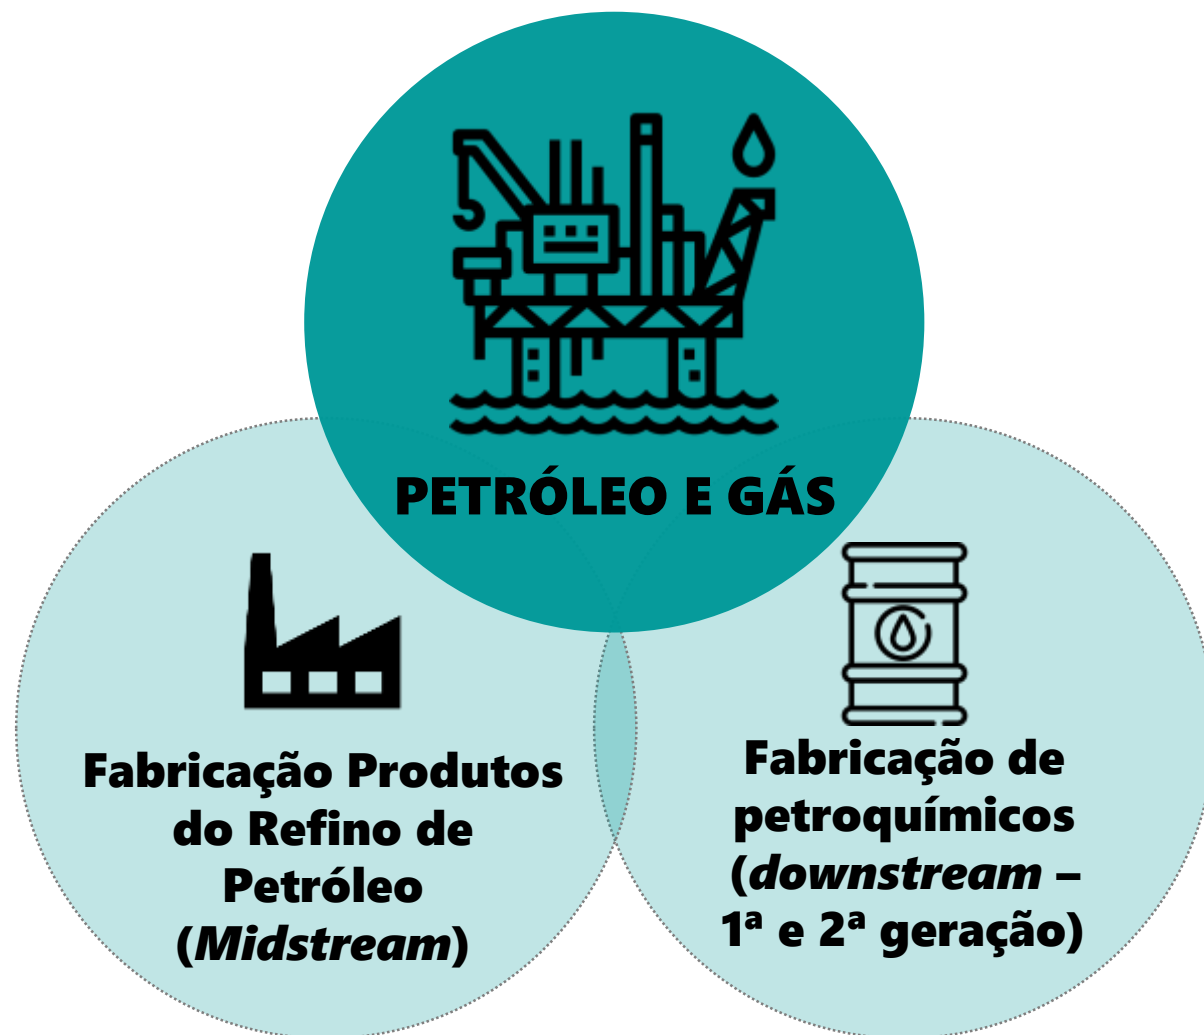 PETRÓLEO E GÁS
Fabricação Produtos
do Refino de
Petróleo
(Midstream)
Fabricação de
petroquímicos
(downstream –
1ª e 2ª geração)